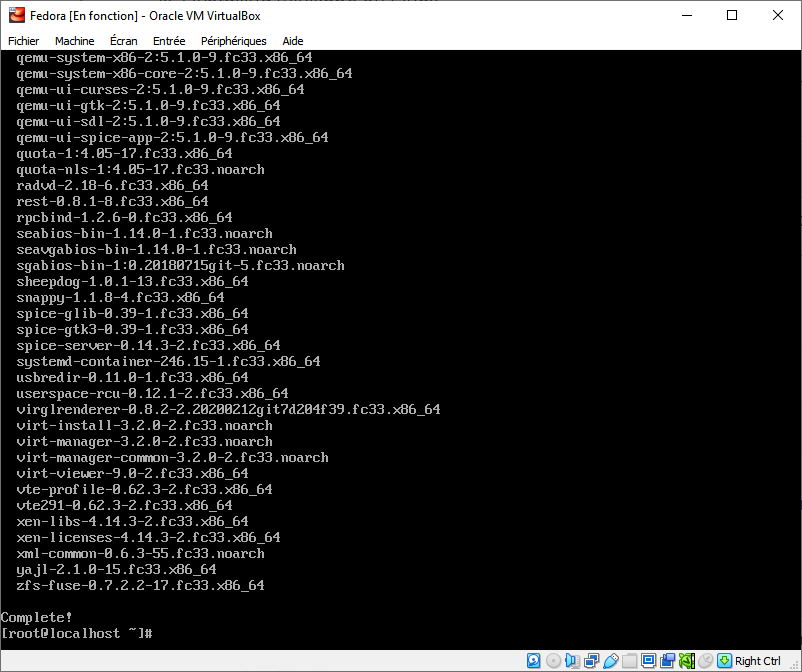 Fedora [En fonction] - Oracle VM VirtualBox
Fichier Machine Écran Entrée Périphériques Aide
qemu-system-x86-2:5.1.0-9.fc33.x86_64
qemu-system-x86-core-2:5.1.0-9.fc33.x86_64
qemu-ui-curses-2:5.1.0-9.fc33.x86_64
qemu-ui-gtk-2:5.1.0-9.fc33.x86_64
qemu-ui-sdl-2:5.1.0-9.fc33.x86_64
qemu-ui-spice-app-2:5.1.0-9.fc33.x86_64
quota-1:4.05-17.fc33.x86_64
quota-nls-1:4.05-17.fc33.noarch
radvd-2.18-6.fc33.x86_64
rest-0.8.1-8.fc33.x86_64
rpcbind-1.2.6-0.fc33.x86_64
seabios-bin-1.14.0-1.fc33.noarch
seavgabios-bin-1.14.0-1.fc33.noarch
sgabios-bin-1:0.20180715git-5.fc33.noarch
sheepdog-1.0.1-13.fc33.x86_64
snappy-1.1.8-4.fc33.x86_64
spice-glib-0.39-1.fc33.x86_64
spice-gtk3-0.39-1.fc33.x86_64
spice-server-0.14.3-2.fc33.x86_64
systemd-container-246.15-1.fc33.x86_64
usbredir-0.11.0-1.fc33.x86_64
userspace-rcu-0.12.1-2.fc33.x86_64
virglrenderer-0.8.2-2.20200212git7d204f39.fc33.x86_64
virt-install-3.2.0-2.fc33.noarch
virt-manager-3.2.0-2.fc33.noarch
virt-manager-common-3.2.0-2.fc33.noarch
virt-viewer-9.0-2.fc33.x86_64
vte-profile-0.62.3-2.fc33.x86_64
vte291-0.62.3-2.fc33.x86_64
xen-libs-4.14.3-2.fc33.x86_64
xen-licenses-4.14.3-2.fc33.x86_64
xml-common-0.6.3-55.fc33.noarch
yajl-2.1.0-15.fc33.x86_64
zfs-fuse-0.7.2.2-17.fc33.x86_64
Complete!
[root@localhost ~]#
Right Ctrl